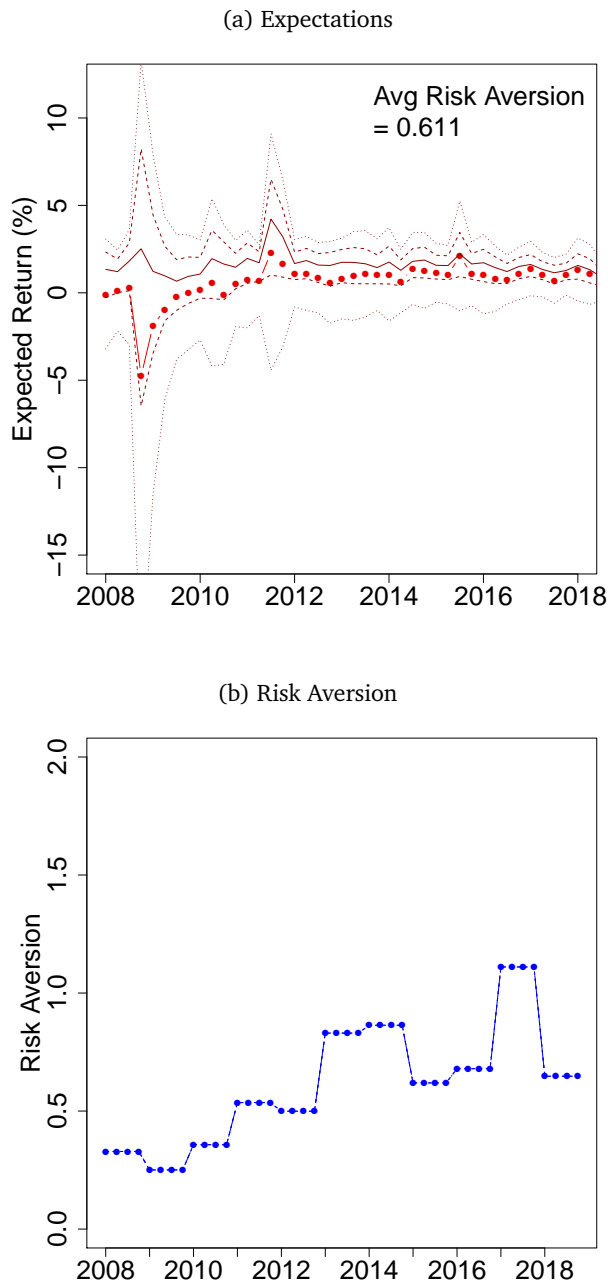 (a) Expectations
Avg Risk Aversion
= 0.611
Expected Return (%)
10
5
0
−5
−10
−15
2008 2010 2012 2014 2016 2018
(b) Risk Aversion
Risk Aversion
2.0
1.5
1.0
0.5
0.0
2008 2010 2012 2014 2016 2018